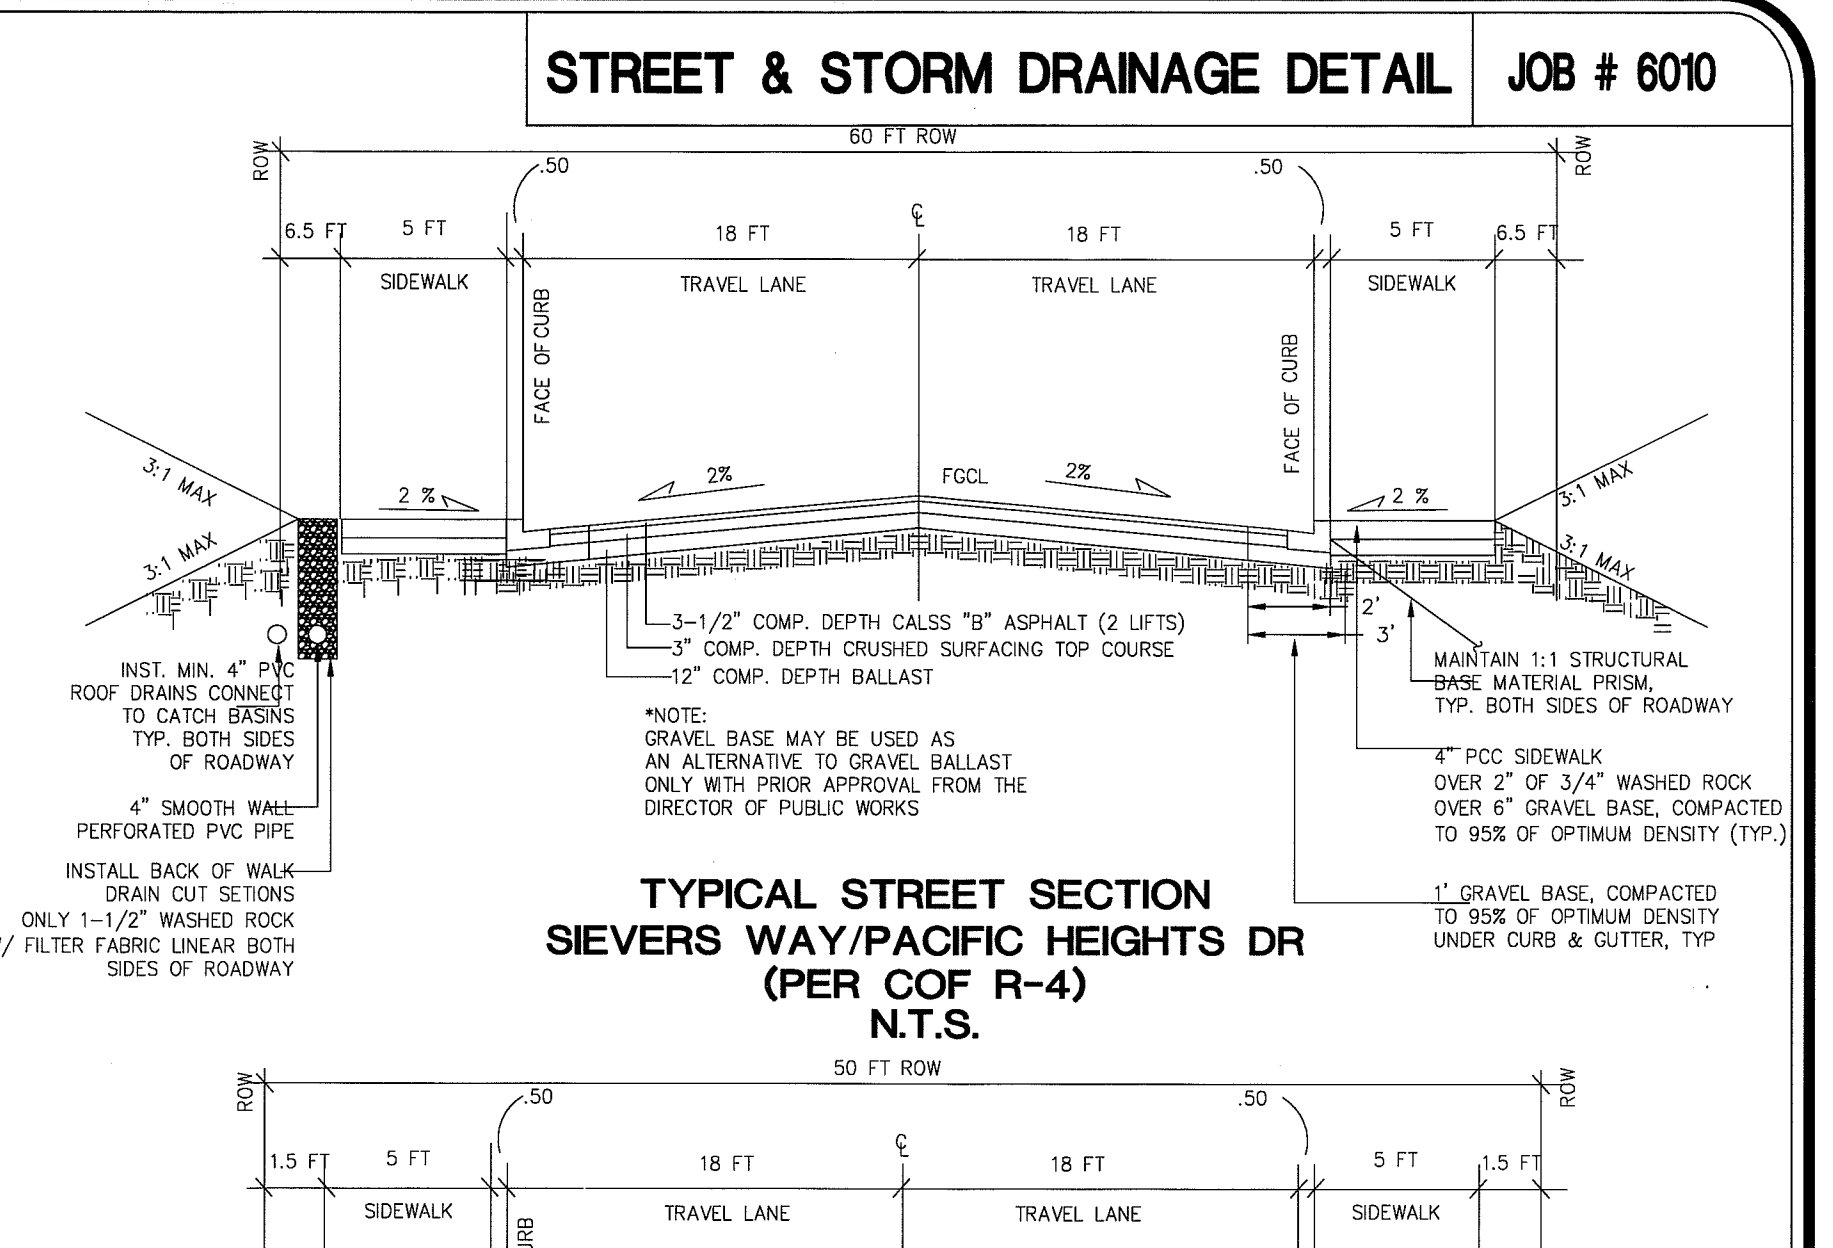 STREET & STORM DRAINAGE DETAIL
JOB # 6010
60 FT ROW
ROW
ROW
.50
.50
6.5 FT
5 FT
18 FT
℄
18 FT
5 FT
6.5 FT
SIDEWALK
TRAVEL LANE
TRAVEL LANE
SIDEWALK
FACE OF CURB
FACE OF CURB
3:1 MAX
3:1 MAX
2 %
2%
FGCL
2%
2 %
3:1 MAX
3:1 MAX
2'
3'
3-1/2" COMP. DEPTH CALSS "B" ASPHALT (2 LIFTS)
3" COMP. DEPTH CRUSHED SURFACING TOP COURSE
12" COMP. DEPTH BALLAST
*NOTE:
GRAVEL BASE MAY BE USED AS
AN ALTERNATIVE TO GRAVEL BALLAST
ONLY WITH PRIOR APPROVAL FROM THE
DIRECTOR OF PUBLIC WORKS
INST. MIN. 4" PVC
ROOF DRAINS CONNECT
TO CATCH BASINS
TYP. BOTH SIDES
OF ROADWAY
4" SMOOTH WALL
PERFORATED PVC PIPE
INSTALL BACK OF WALK
DRAIN CUT SETIONS
ONLY 1-1/2" WASHED ROCK
/ FILTER FABRIC LINEAR BOTH
SIDES OF ROADWAY
MAINTAIN 1:1 STRUCTURAL
BASE MATERIAL PRISM,
TYP. BOTH SIDES OF ROADWAY
4" PCC SIDEWALK
OVER 2" OF 3/4" WASHED ROCK
OVER 6" GRAVEL BASE, COMPACTED
TO 95% OF OPTIMUM DENSITY (TYP.)
1' GRAVEL BASE, COMPACTED
TO 95% OF OPTIMUM DENSITY
UNDER CURB & GUTTER, TYP
TYPICAL STREET SECTION
SIEVERS WAY/PACIFIC HEIGHTS DR
(PER COF R-4)
N.T.S.
50 FT ROW
ROW
ROW
.50
.50
1.5 FT
5 FT
18 FT
℄
18 FT
5 FT
1.5 FT
SIDEWALK
TRAVEL LANE
TRAVEL LANE
SIDEWALK